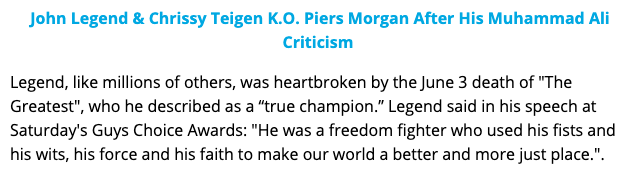 John Legend & Chrissy Teigen K.O. Piers Morgan After His Muhammad Ali
Criticism
Legend, like millions of others, was heartbroken by the June 3 death of "The
Greatest", who he described as a “true champion.” Legend said in his speech at
Saturday's Guys Choice Awards: "He was a freedom fighter who used his fists and
his wits, his force and his faith to make our world a better and more just place.".